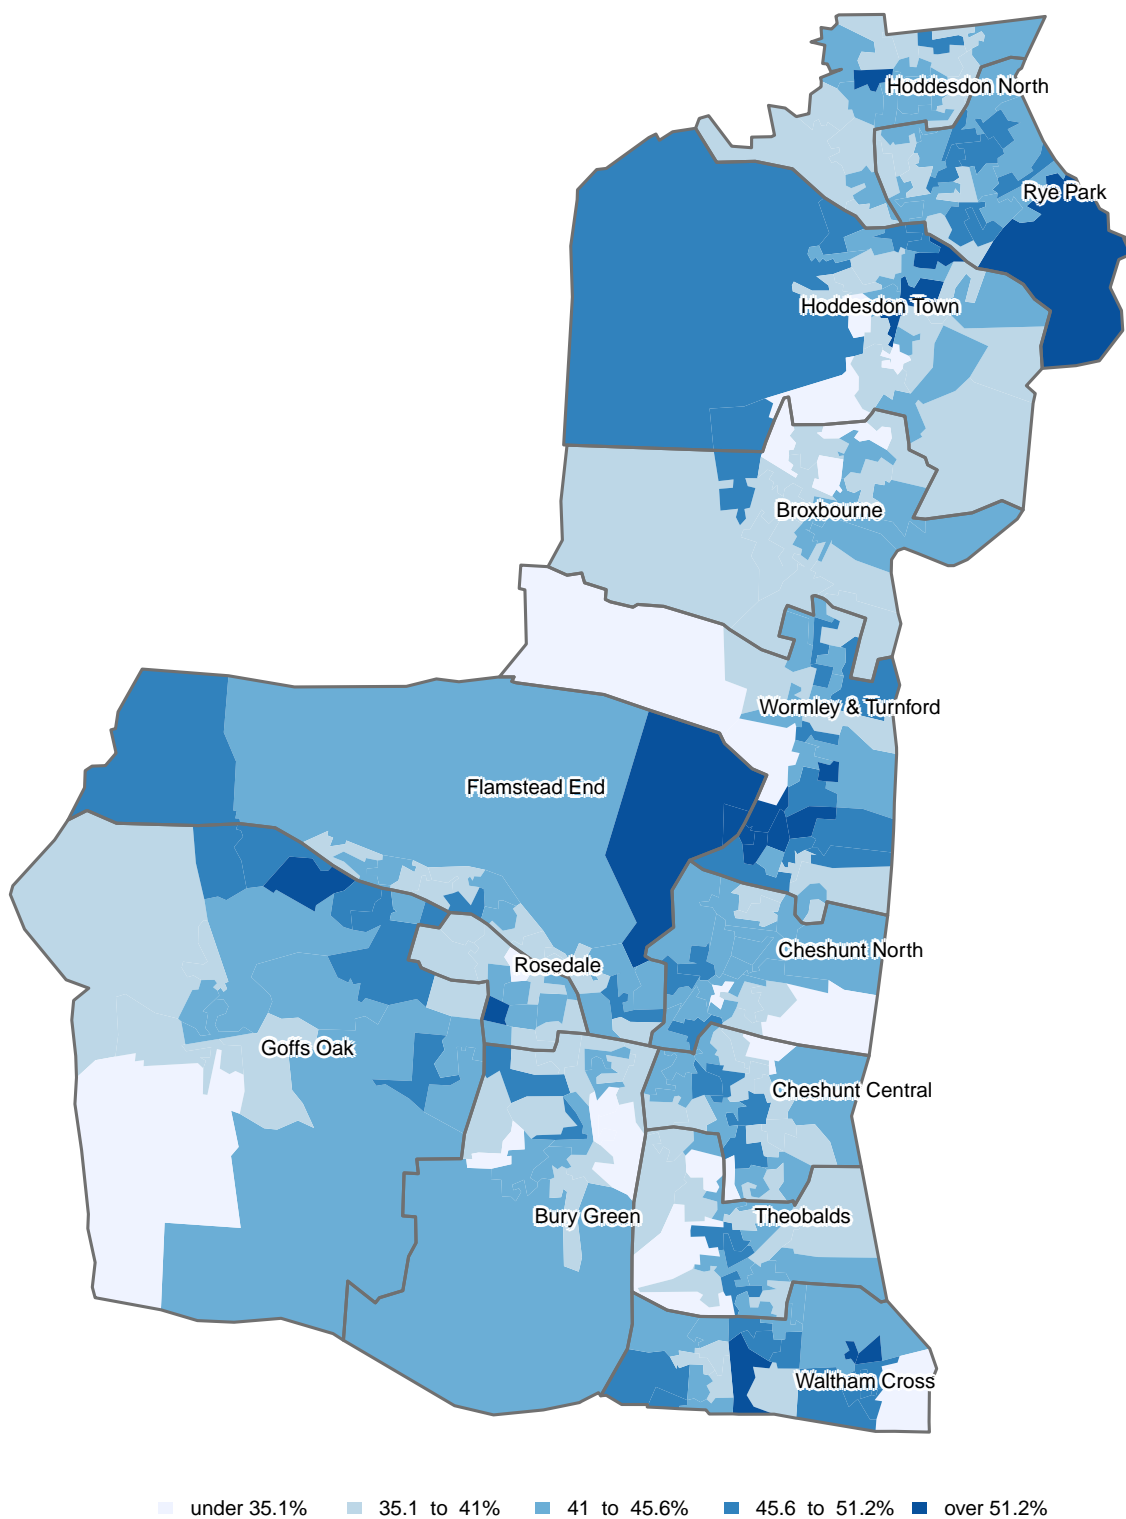 Hoddesdon North
Rye Park
Hoddesdon Town
Broxbourne
Wormley & Turnford
Flamstead End
Cheshunt North
Rosedale
Goffs Oak
Cheshunt Central
Bury Green
Theobalds
Waltham Cross
under 35.1%
35.1 to 41%
41 to 45.6%
45.6 to 51.2%
over 51.2%